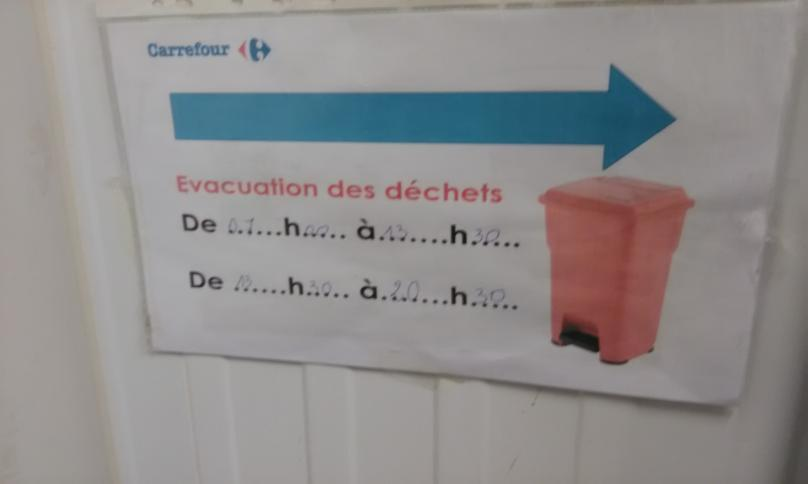 Carrefour
Evacuation des déchets
De 07...h00.. à 13....h30...
De ....h30.. à 20...h30..